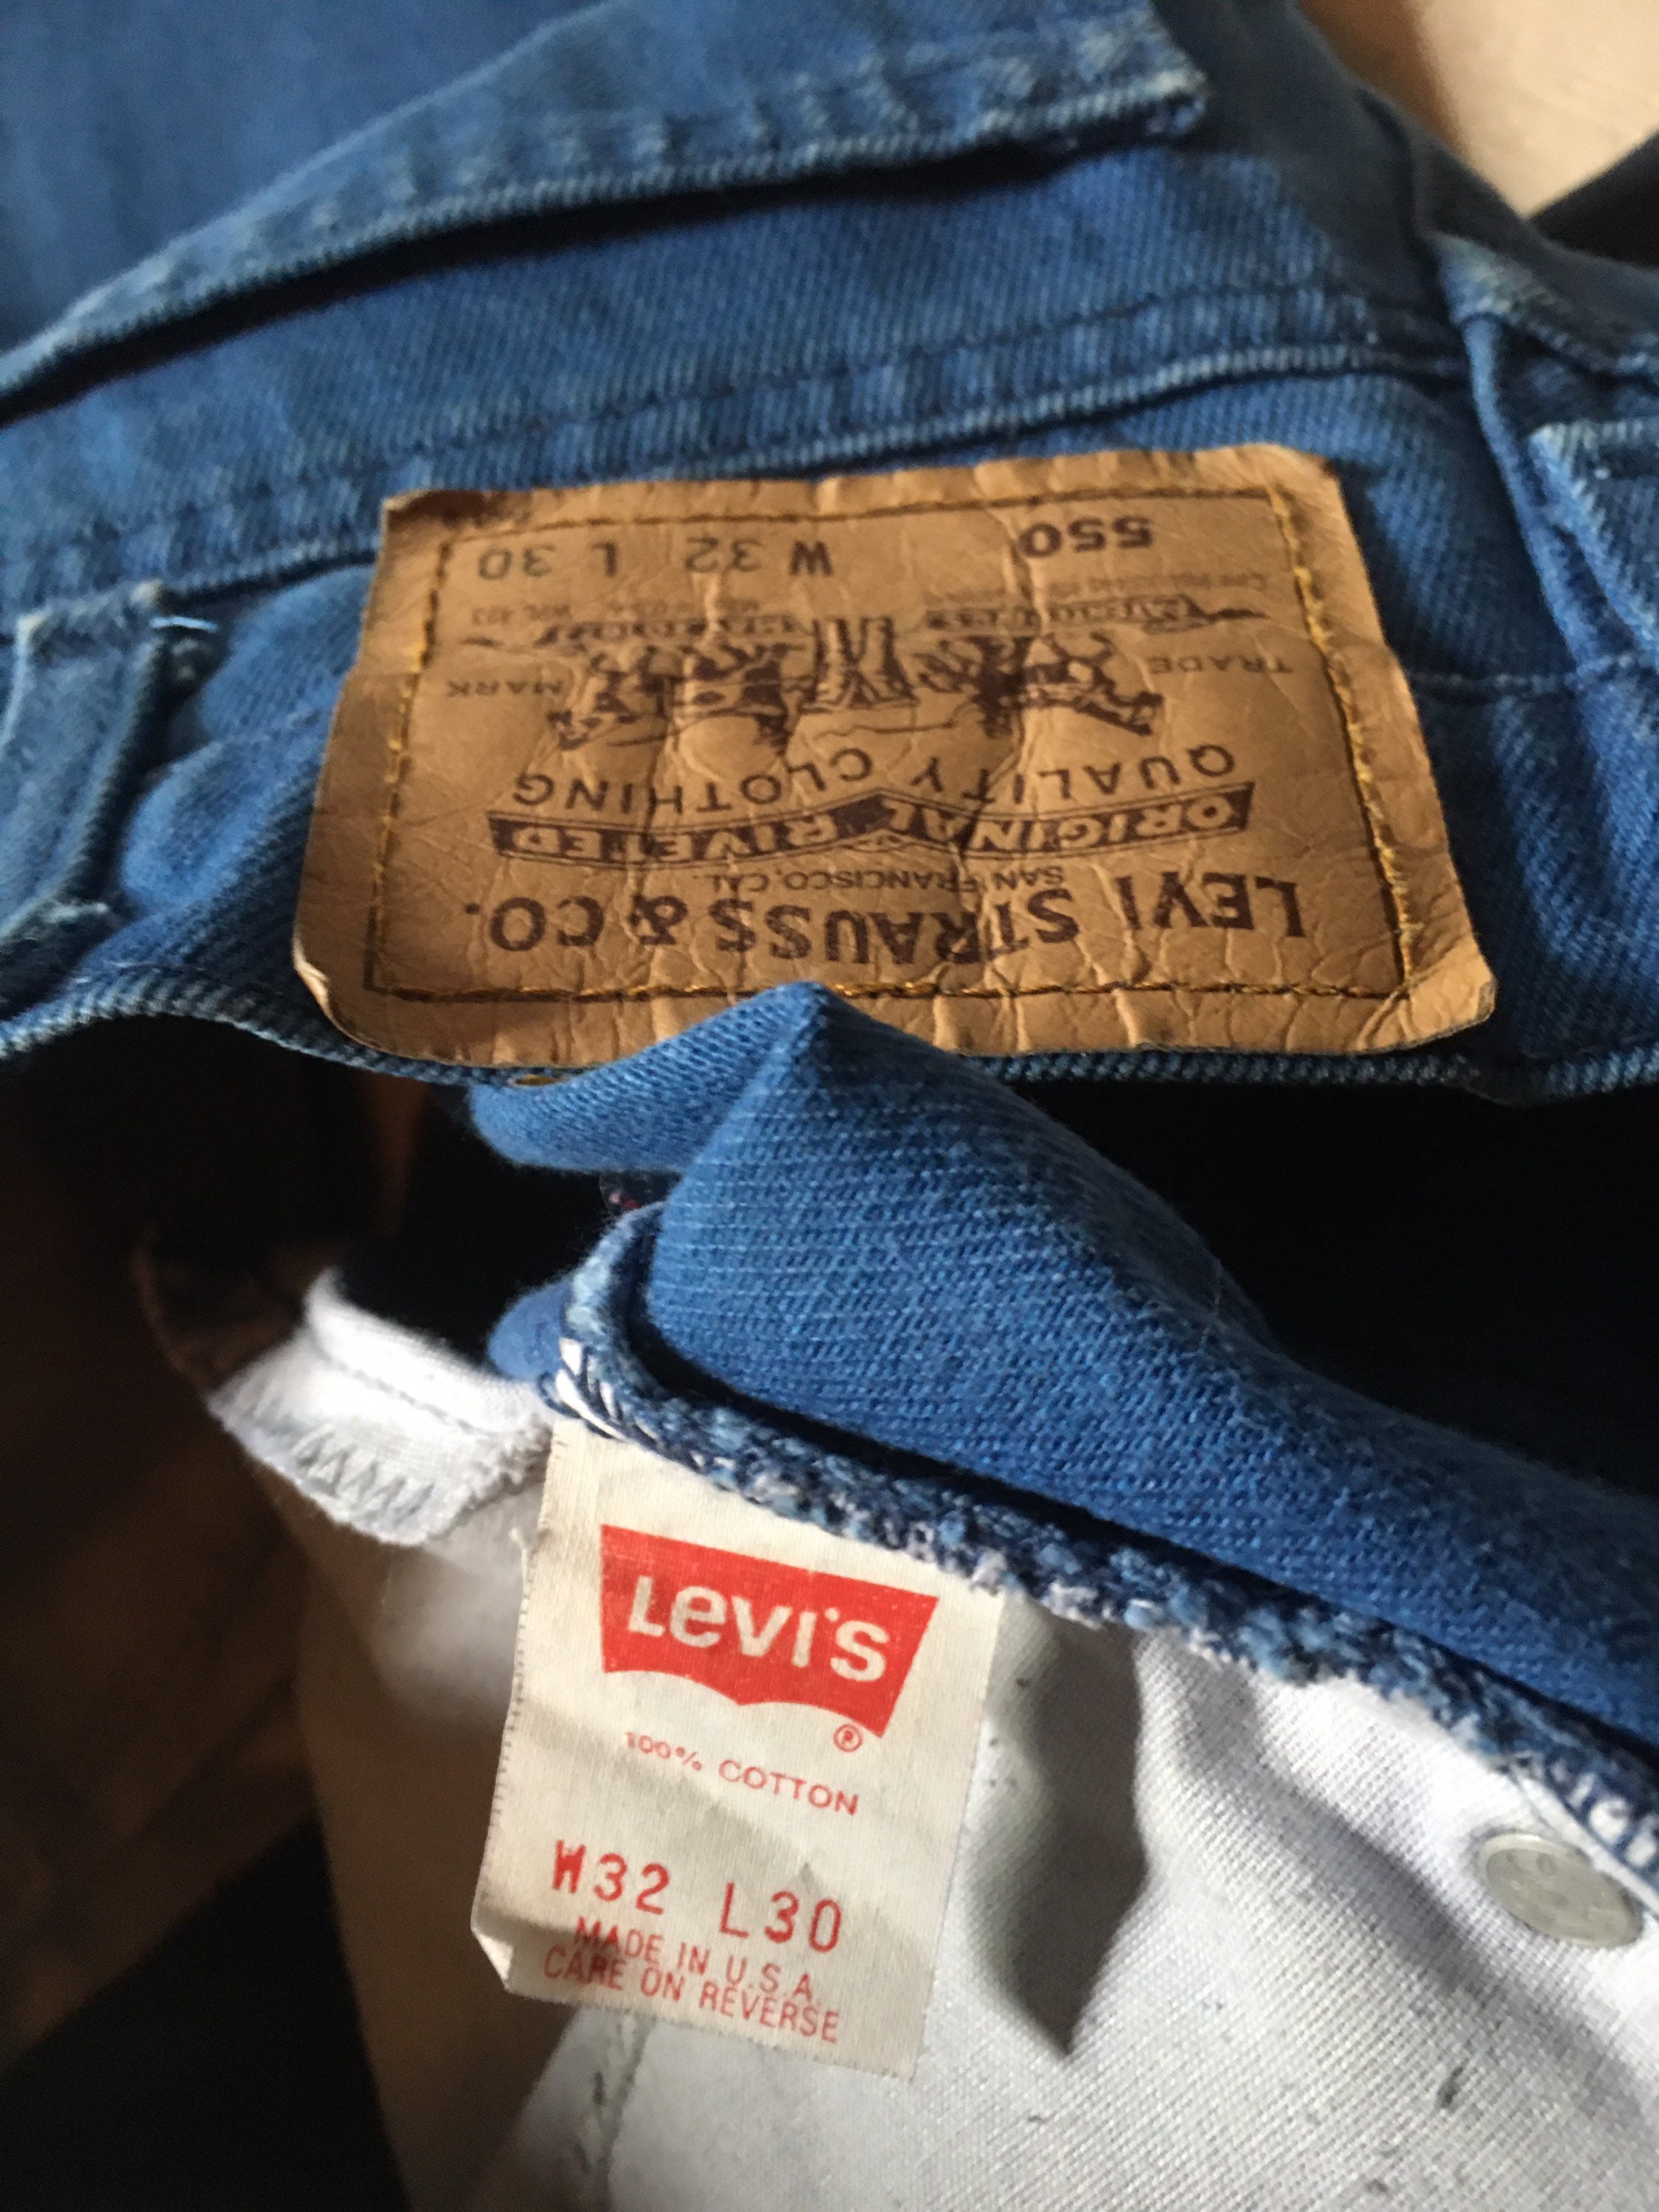 LEVI STRAUSS & CO.
SAN FRANCISCO, CAL.
ORIGINAL RIVETED
QUALITY CLOTHING
TRADE MARK
550 W 32 L 30
LEVI'S
®
100% COTTON
W32 L30
MADE IN U.S.A.
CARE ON REVERSE